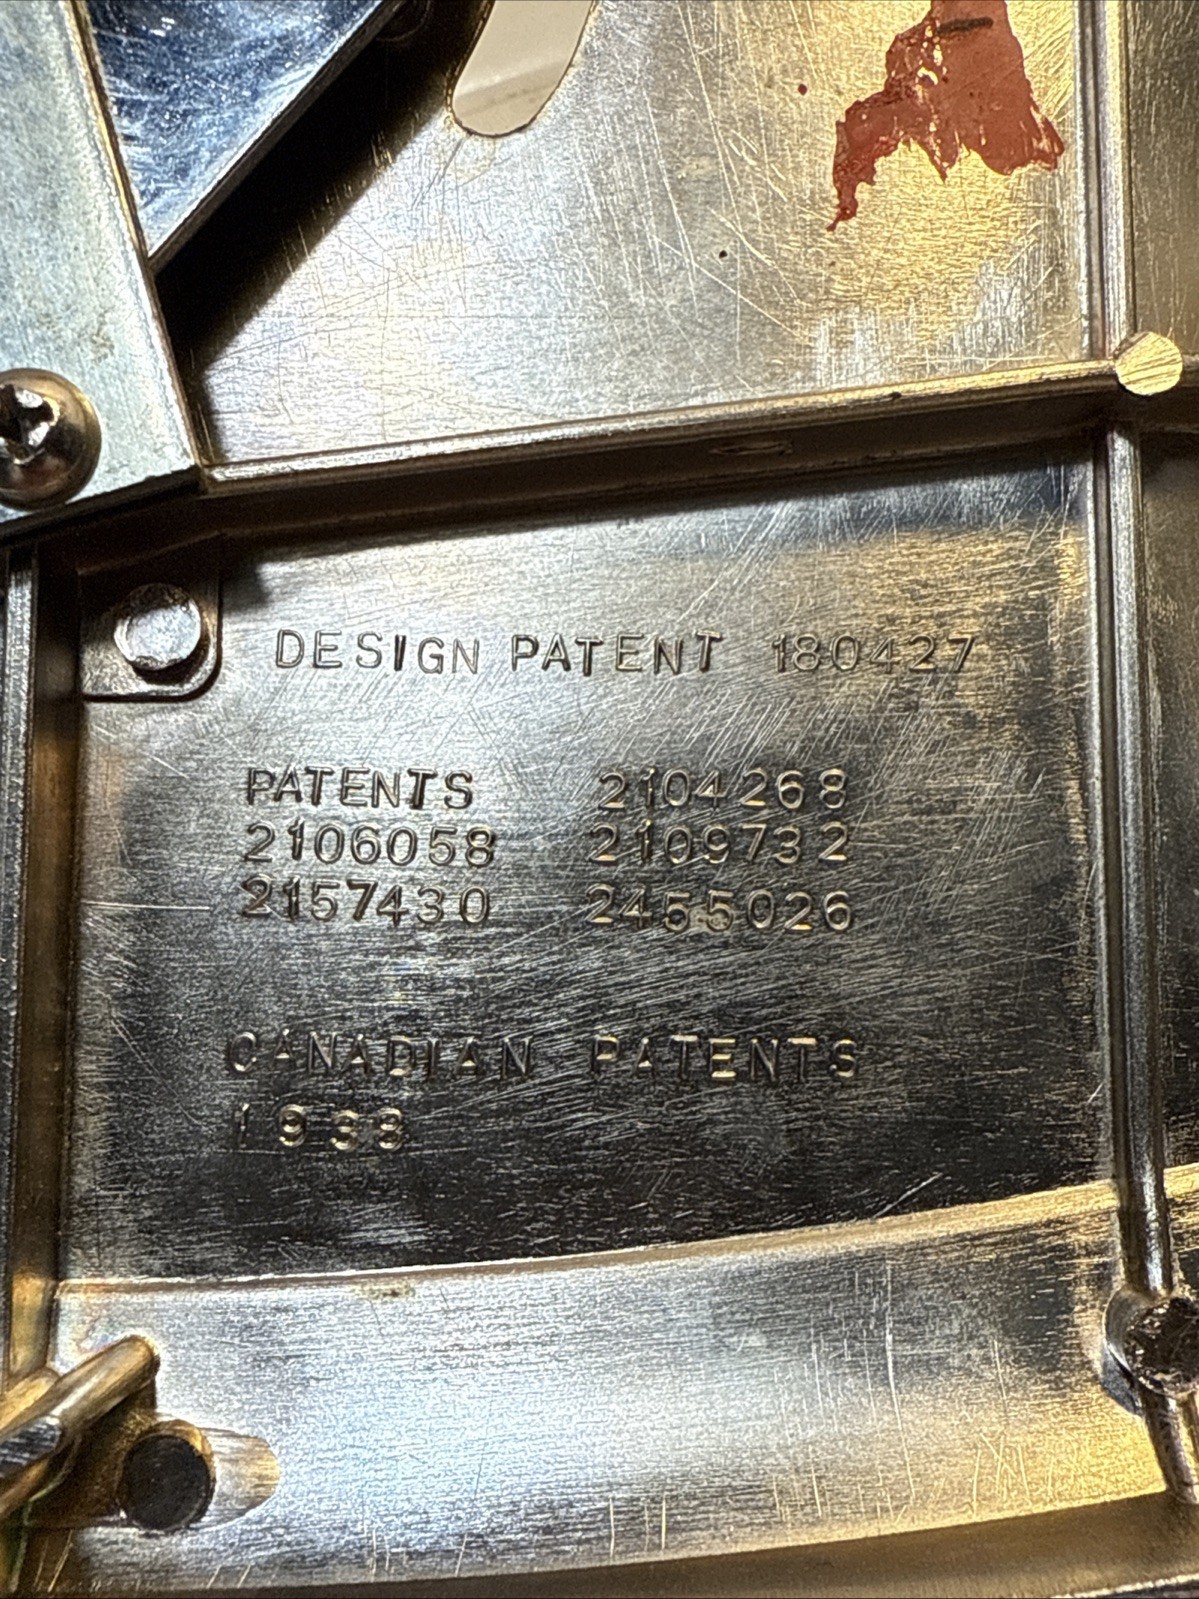 DESIGN PATENT 180427
PATENTS 2104268
2106058 2109732
2157430 2455026
CANADIAN PATENTS
1938